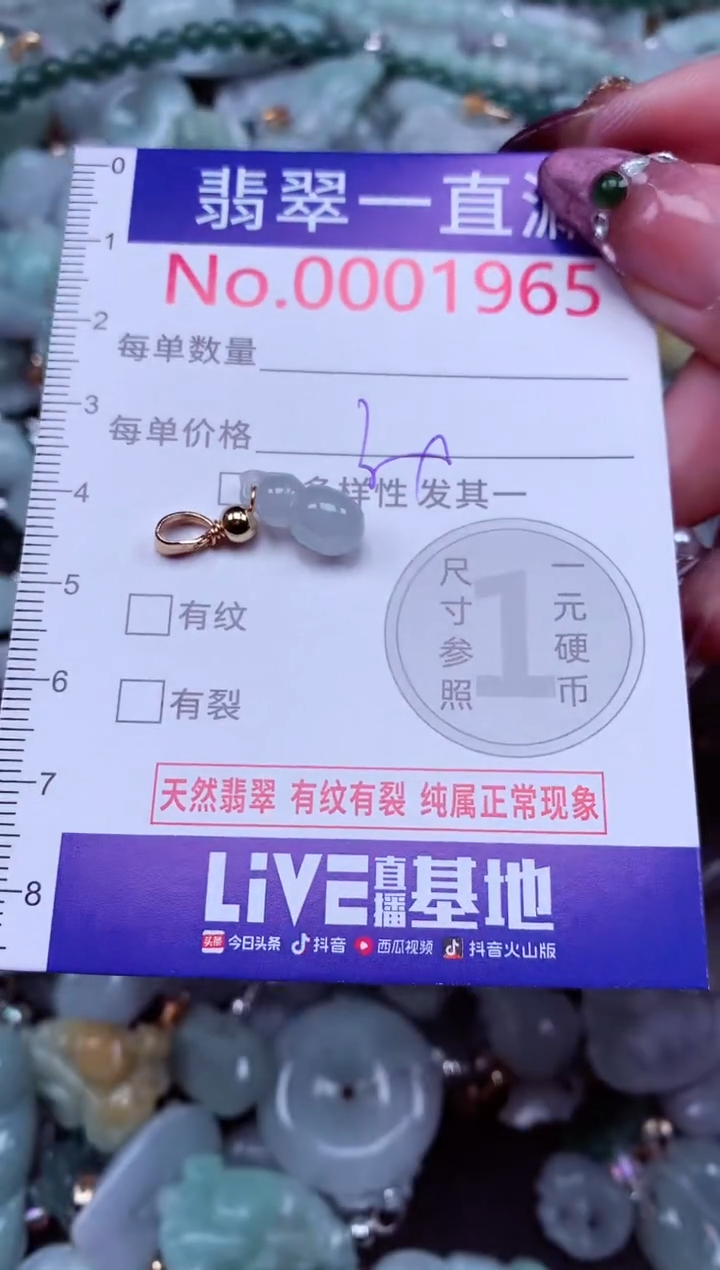 翡翠一直
No.0001965
每单数量
每单价格
样性 发其一
有纹
有裂
尺寸参照
1
一元硬币
天然翡翠 有纹有裂 纯属正常现象
LiVE直播基地
头条 今日头条 抖音 西瓜视频 抖音火山版
0
1
2
3
4
5
6
7
8